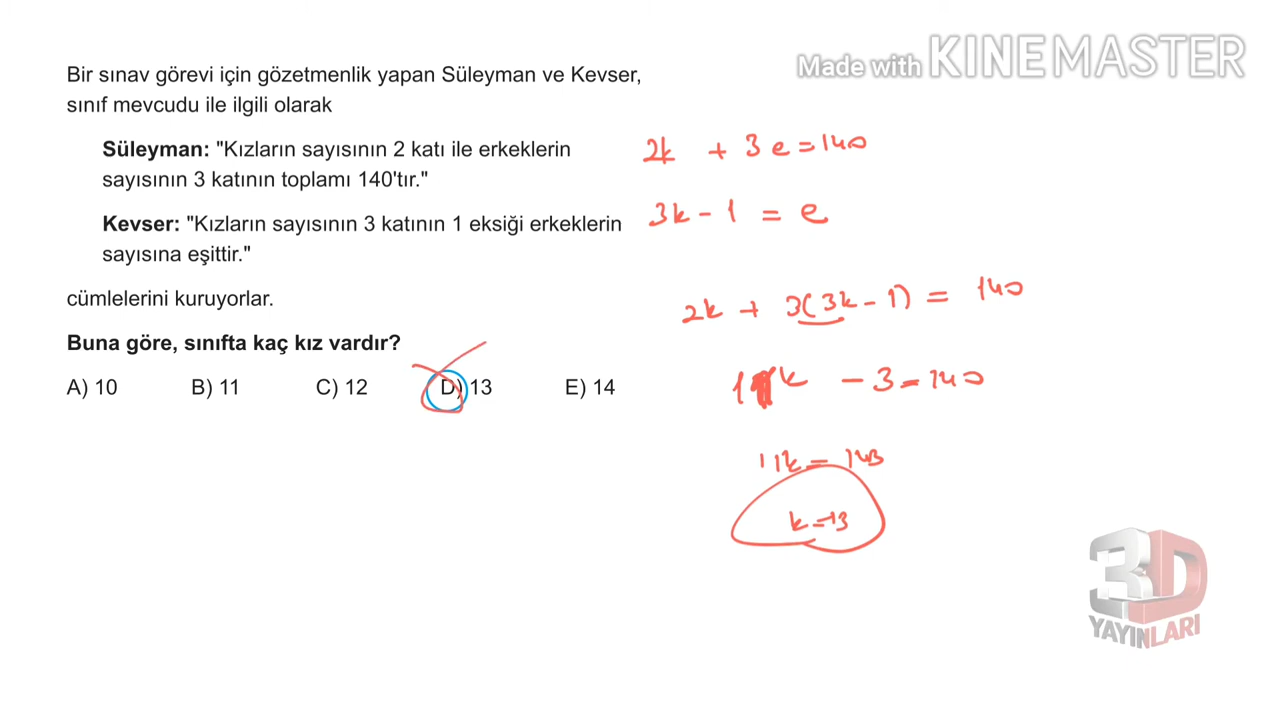 Made with KINEMASTER
Bir sınav görevi için gözetmenlik yapan Süleyman ve Kevser,
sınıf mevcudu ile ilgili olarak
Süleyman: "Kızların sayısının 2 katı ile erkeklerin
sayısının 3 katının toplamı 140'tır."
Kevser: "Kızların sayısının 3 katının 1 eksiği erkeklerin
sayısına eşittir."
cümlelerini kuruyorlar.
Buna göre, sınıfta kaç kız vardır?
A) 10 B) 11 C) 12 D) 13 E) 14
2k + 3e = 140
3k - 1 = e
2k + 3(3k - 1) = 140
11k - 3 = 140
11k = 143
k = 13
3D
YAYINLARI